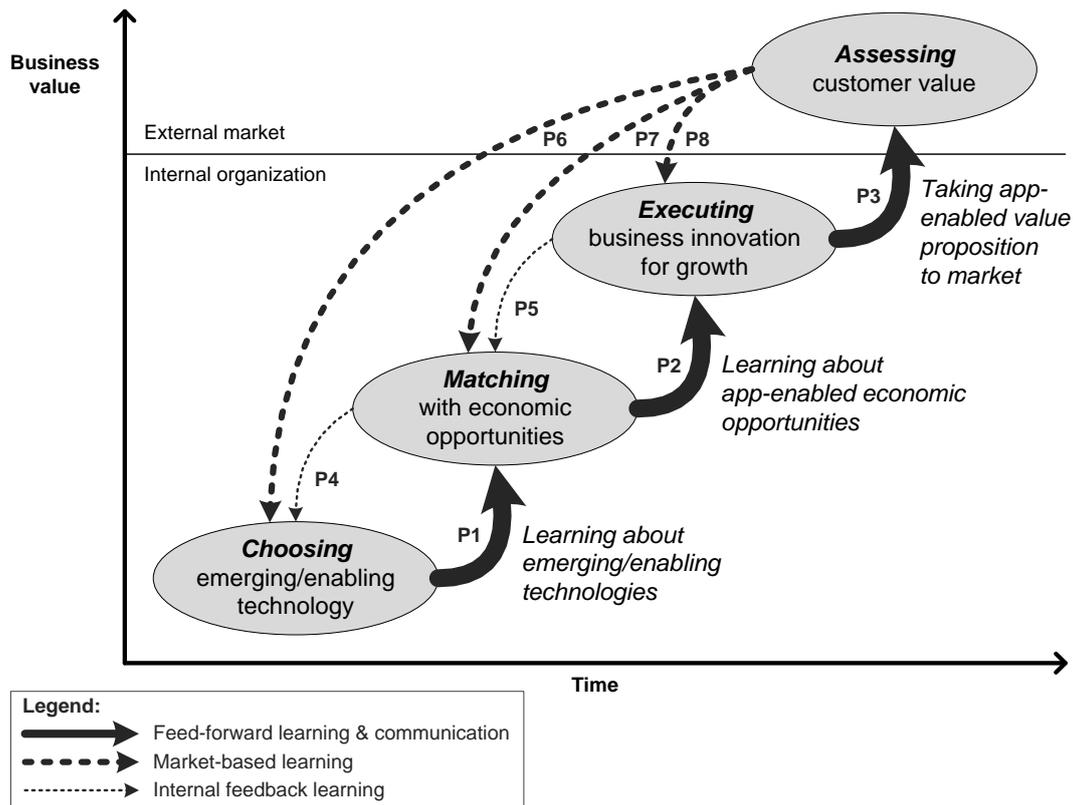 Business
value
Assessing
customer value
External market
P6
P7
P8
Internal organization
P3
Taking app-
enabled value
proposition
to market
Executing
business innovation
for growth
P5
P2
Learning about
app-enabled economic
opportunities
Matching
with economic
opportunities
P4
P1
Learning about
emerging/enabling
technologies
Choosing
emerging/enabling
technology
Time
Legend:
Feed-forward learning & communication
Market-based learning
Internal feedback learning